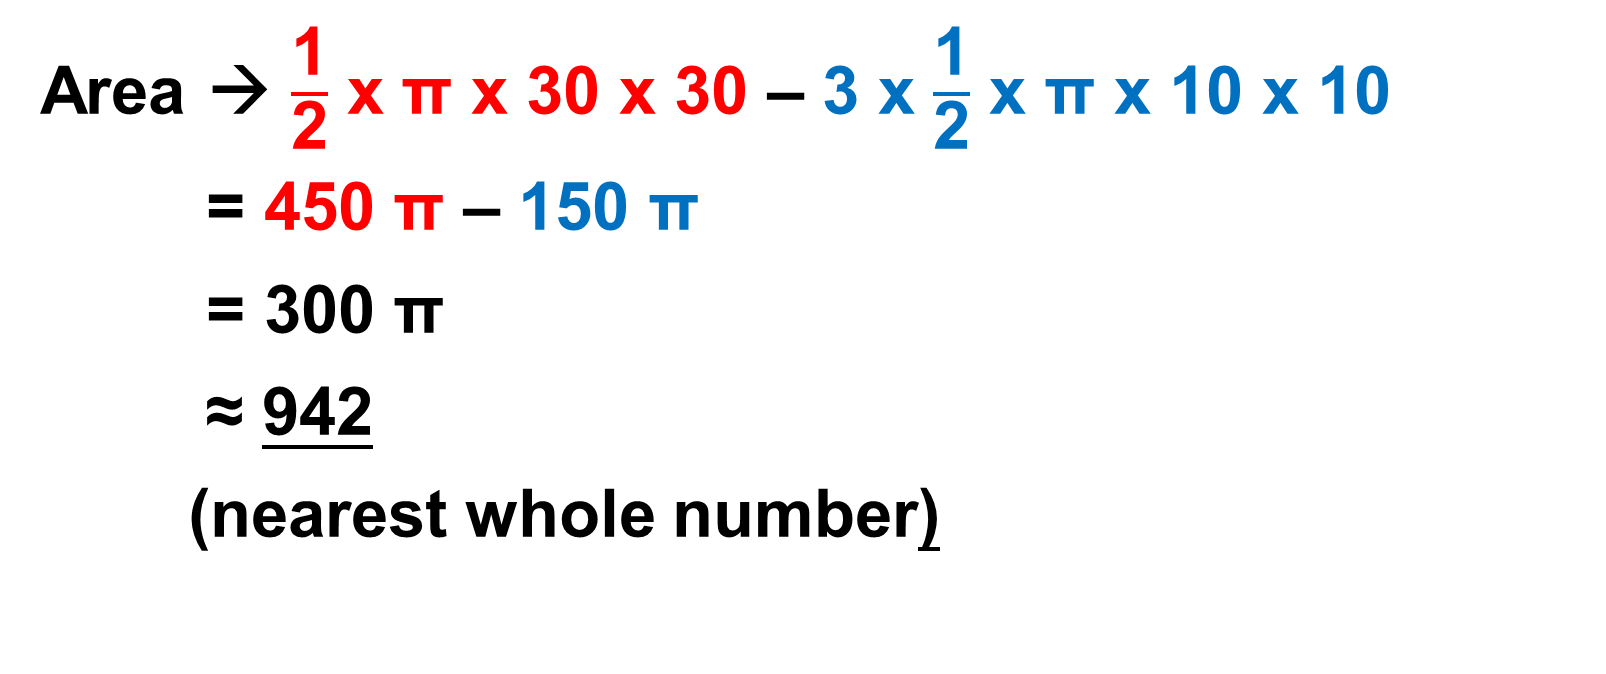 Area → 1/2 x π x 30 x 30 – 3 x 1/2 x π x 10 x 10
= 450 π – 150 π
= 300 π
≈ 942
(nearest whole number)